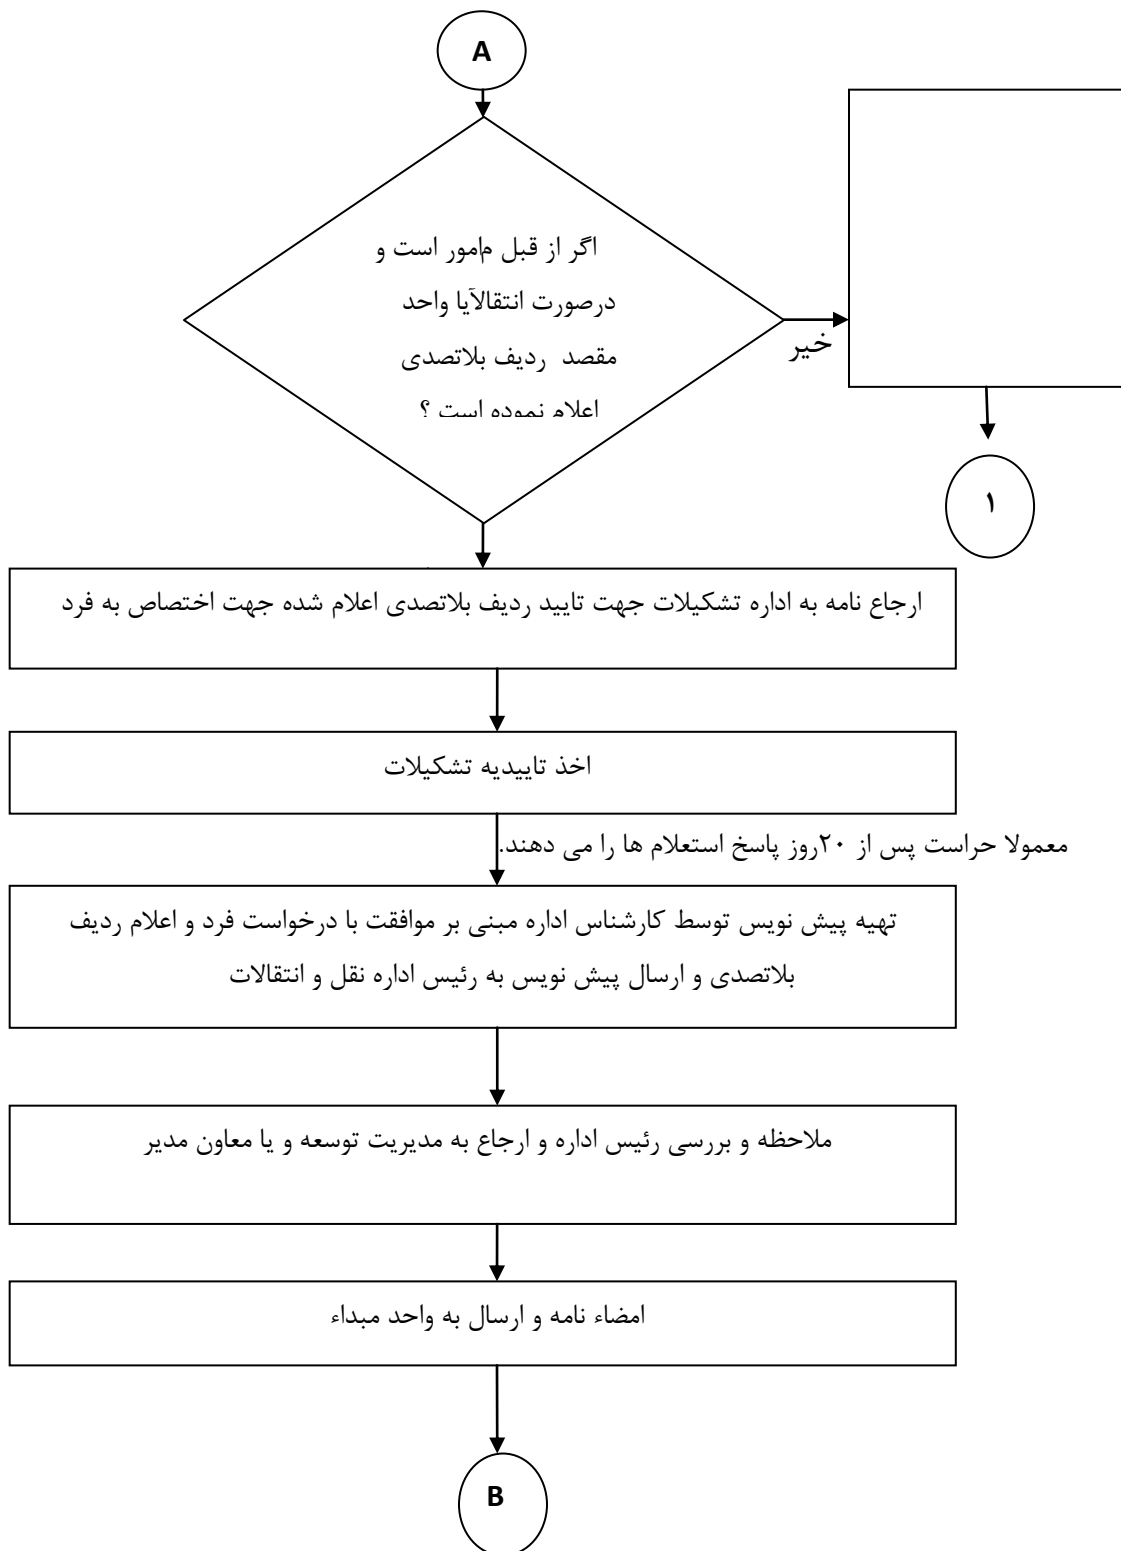 A
اگر از قبل مامور است و
درصورت انتقالآیا واحد
مقصد ردیف بلاتصدی
اعلام نموده است ؟
خیر
۱
ارجاع نامه به اداره تشکیلات جهت تایید ردیف بلاتصدی اعلام شده جهت اختصاص به فرد
اخذ تاییدیه تشکیلات
معمولا حراست پس از ۲۰روز پاسخ استعلام ها را می دهند.
تهیه پیش نویس توسط کارشناس اداره مبنی بر موافقت با درخواست فرد و اعلام ردیف
بلاتصدی و ارسال پیش نویس به رئیس اداره نقل و انتقالات
ملاحظه و بررسی رئیس اداره و ارجاع به مدیریت توسعه و یا معاون مدیر
امضاء نامه و ارسال به واحد مبداء
B